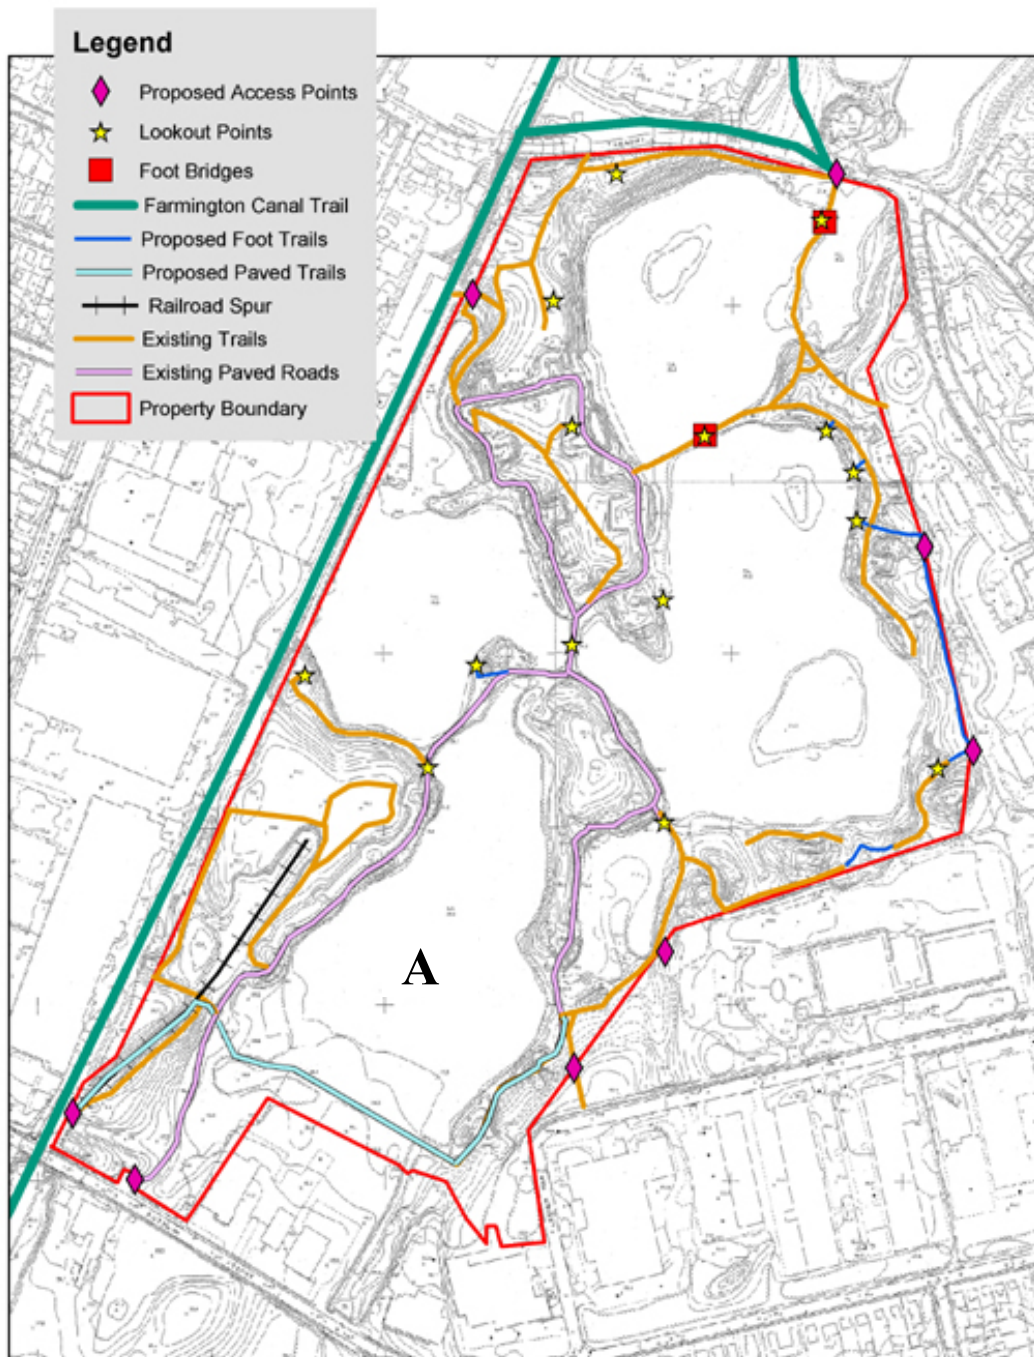 Legend
Proposed Access Points
Lookout Points
Foot Bridges
Farmington Canal Trail
Proposed Foot Trails
Proposed Paved Trails
Railroad Spur
Existing Trails
Existing Paved Roads
Property Boundary
A